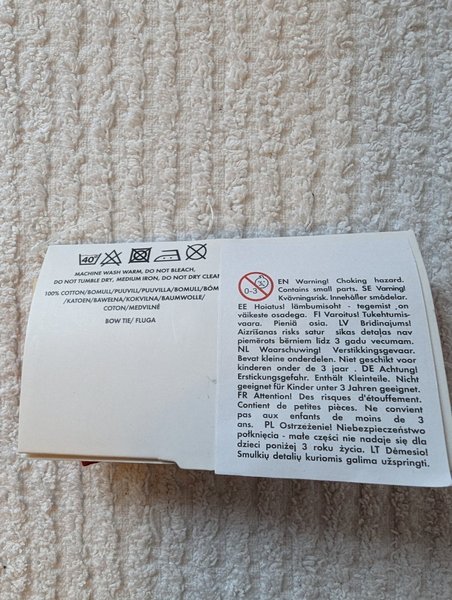 40°
MACHINE WASH WARM, DO NOT BLEACH,
DO NOT TUMBLE DRY, MEDIUM IRON, DO NOT DRY CLEAN
100% COTTON/BOMULL/PUUVILL/PUUVILLA/BOMULL/BOM
/KATOEN/BAWEŁNA/KOKVILNA/BAUMWOLLE/
COTON/MEDVILNĖ
BOW TIE/ FLUGA
0-3
EN Warning! Choking hazard.
Contains small parts. SE Varning!
Kvävningsrisk. Innehåller smådelar.
EE Hoiatus! lämbumisoht - tegemist on
väikeste osadega. FI Varoitus! Tukehtumis-
vaara. Pieniä osia. LV Bridinajums!
Aizrīšanas risks satur sīkas detaļas nav
piemērots bērniem līdz 3 gadu vecumam.
NL Waarschuwing! Verstikkingsgevaar.
Bevat kleine onderdelen. Niet geschikt voor
kinderen onder de 3 jaar . DE Achtung!
Erstickungsgefahr. Enthält Kleinteile. Nicht
geeignet für Kinder unter 3 Jahren geeignet.
FR Attention! Des risques d'étouffement.
Contient de petites pièces. Ne convient
pas aux enfants de moins de 3
ans. PL Ostrzeżenie! Niebezpieczeństwo
połknięcia - małe części nie nadaje się dla
dzieci poniżej 3 roku życia. LT Dėmesio!
Smulkių detalių kuriomis galima užspringti.